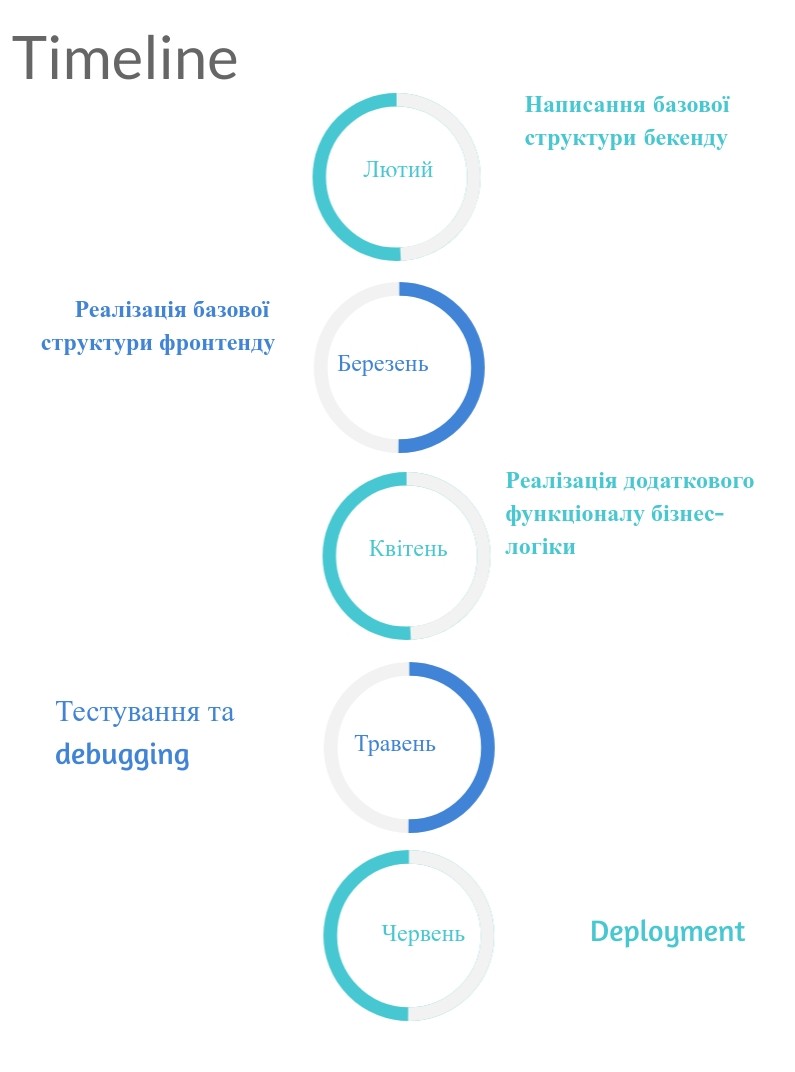 Timeline
Написання базової
структури бекенду
Лютий
Реалізація базової
структури фронтенду
Березень
Реалізація додаткового
функціоналу бізнес-
логіки
Квітень
Тестування та
debugging
Травень
Червень
Deployment